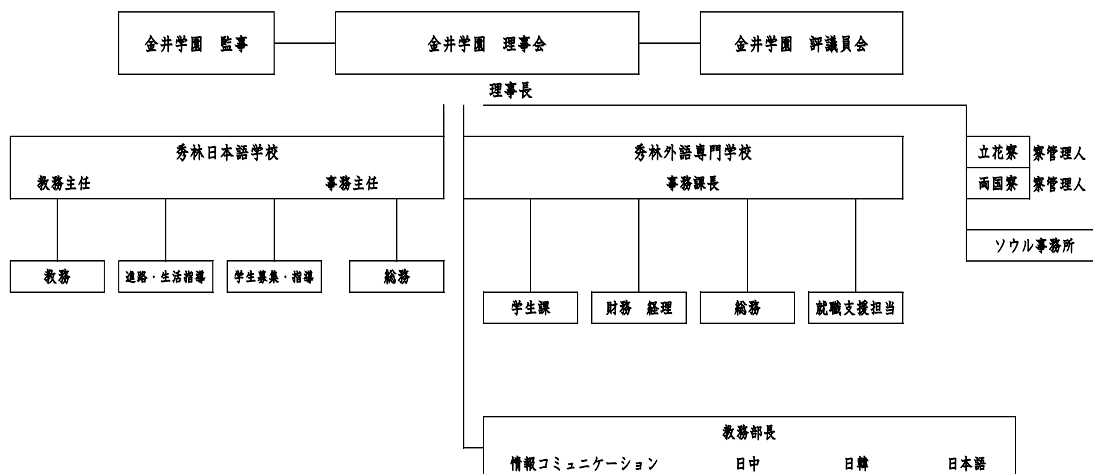 金井学園 監事
金井学園 理事会
金井学園 評議員会
理事長
秀林日本語学校
教務主任 事務主任
教務
進路・生活指導
学生募集・指導
総務
秀林外語専門学校
事務課長
学生課
財務 経理
総務
就職支援担当
立花寮 寮管理人
両国寮 寮管理人
ソウル事務所
教務部長
情報コミュニケーション 日中 日韓 日本語